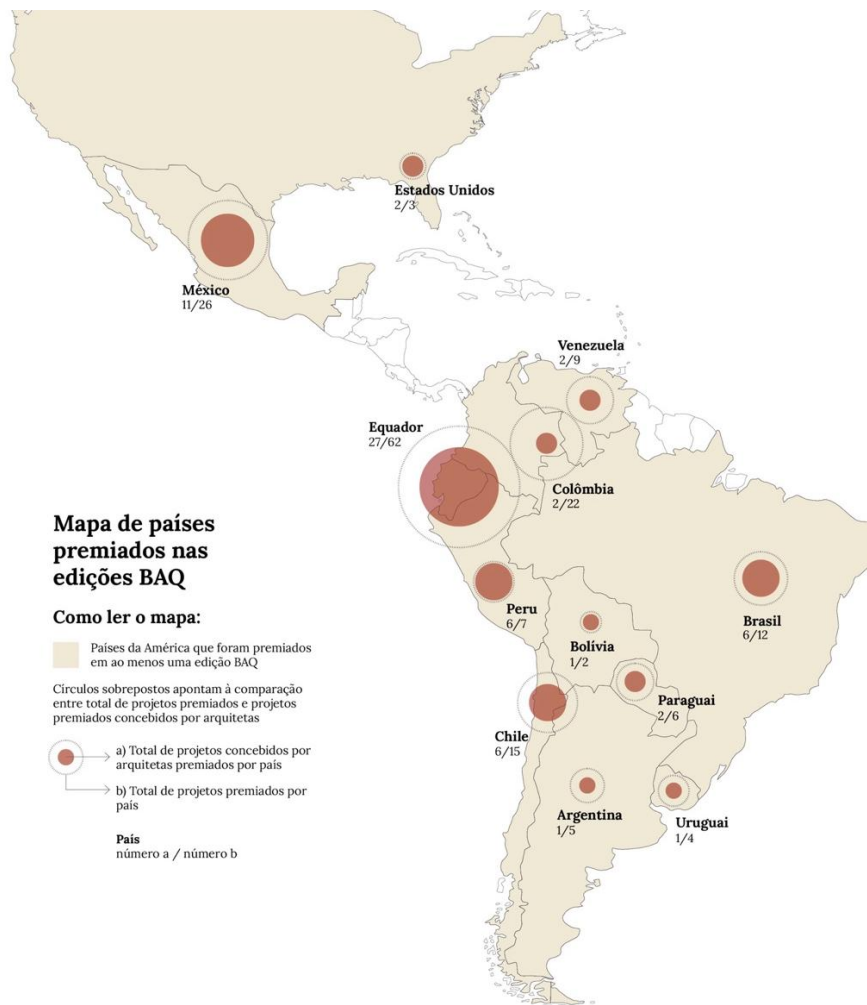 Estados Unidos
2/3
México
11/26
Venezuela
2/9
Equador
27/62
Colômbia
2/22
Mapa de países
premiados nas
edições BAQ
Como ler o mapa:
Países da América que foram premiados
em ao menos uma edição BAQ
Círculos sobrepostos apontam à comparação
entre total de projetos premiados e projetos
premiados concebidos por arquitetas
a) Total de projetos concebidos por
arquitetas premiados por país
b) Total de projetos premiados por
país
País
número a / número b
Peru
6/7
Brasil
6/12
Bolívia
1/2
Paraguai
2/6
Chile
6/15
Argentina
1/5
Uruguai
1/4